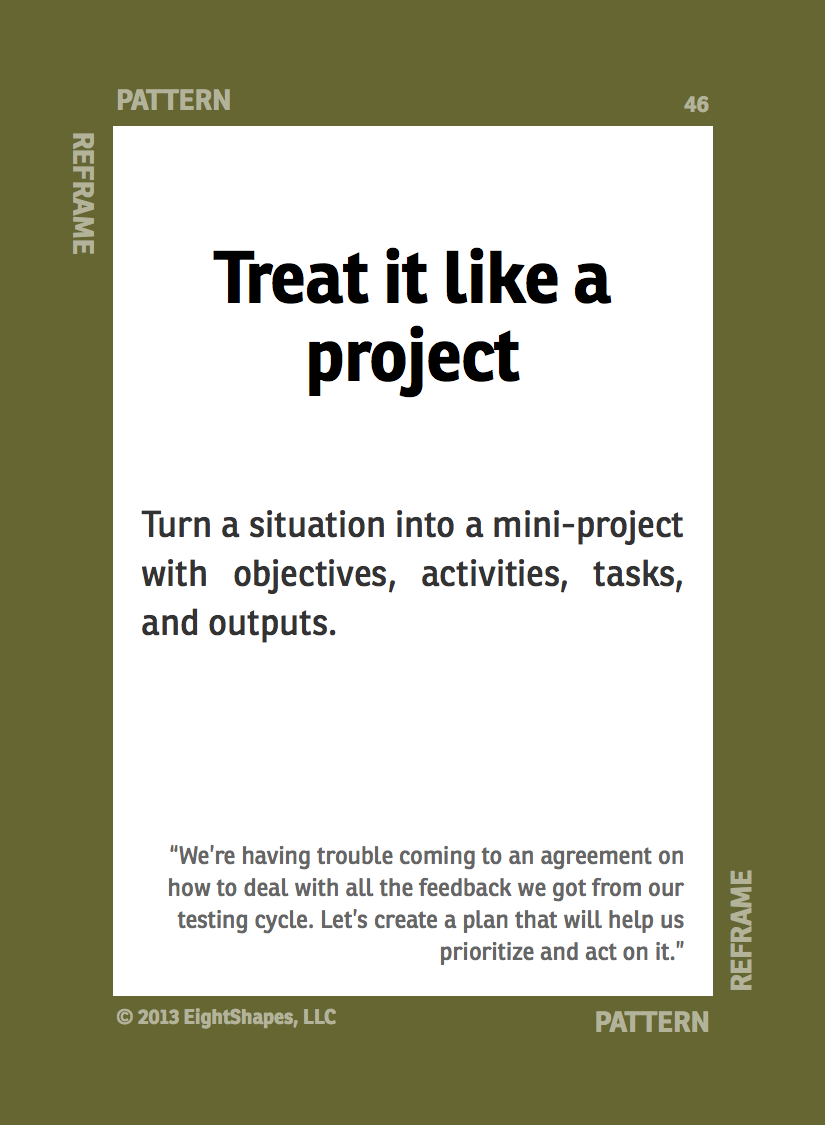 PATTERN
46
REFRAME
Treat it like a
project
Turn a situation into a mini-project
with objectives, activities, tasks,
and outputs.
“We’re having trouble coming to an agreement on
how to deal with all the feedback we got from our
testing cycle. Let’s create a plan that will help us
prioritize and act on it.”
REFRAME
© 2013 EightShapes, LLC
PATTERN